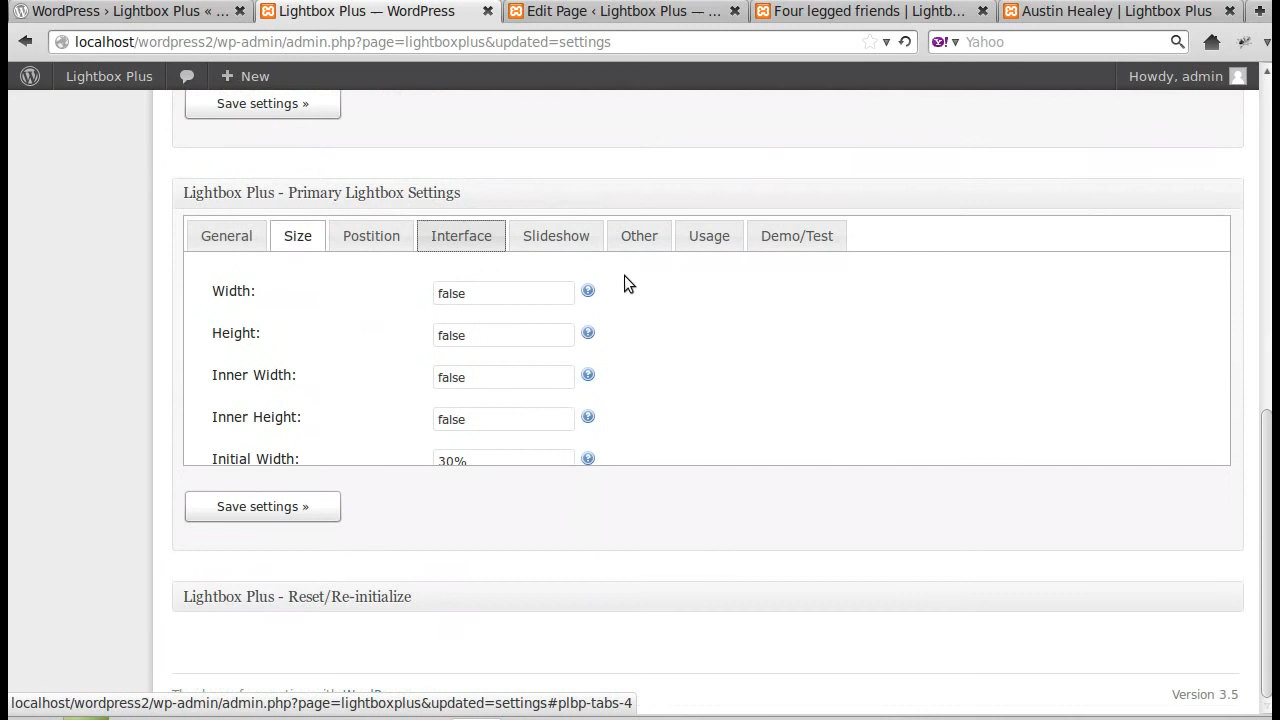 WordPress › Lightbox Plus « ...
Lightbox Plus — WordPress
Edit Page ‹ Lightbox Plus — ...
Four legged friends | Lightb...
Austin Healey | Lightbox Plus
localhost/wordpress2/wp-admin/admin.php?page=lightboxplus&updated=settings
Yahoo
Lightbox Plus
New
Howdy, admin
Save settings »
Lightbox Plus - Primary Lightbox Settings
General
Size
Postition
Interface
Slideshow
Other
Usage
Demo/Test
Width:
false
Height:
false
Inner Width:
false
Inner Height:
false
Initial Width:
30%
Save settings »
Lightbox Plus - Reset/Re-initialize
Version 3.5
localhost/wordpress2/wp-admin/admin.php?page=lightboxplus&updated=settings#plbp-tabs-4